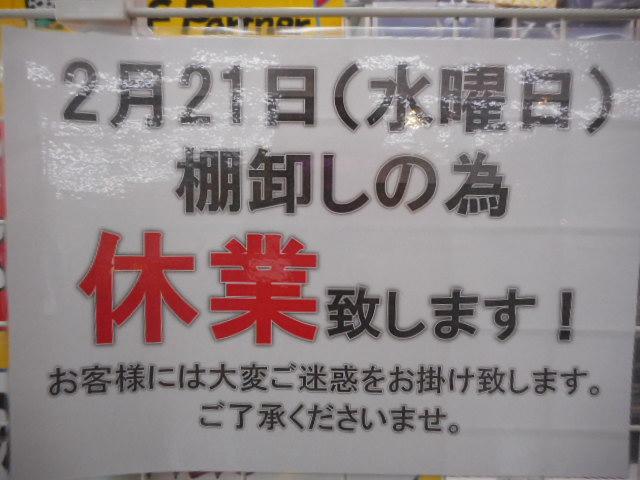 Partner
2月21日(水曜日)
棚卸しの為
休業致します!
お客様には大変ご迷惑をお掛け致します。
ご了承くださいませ。